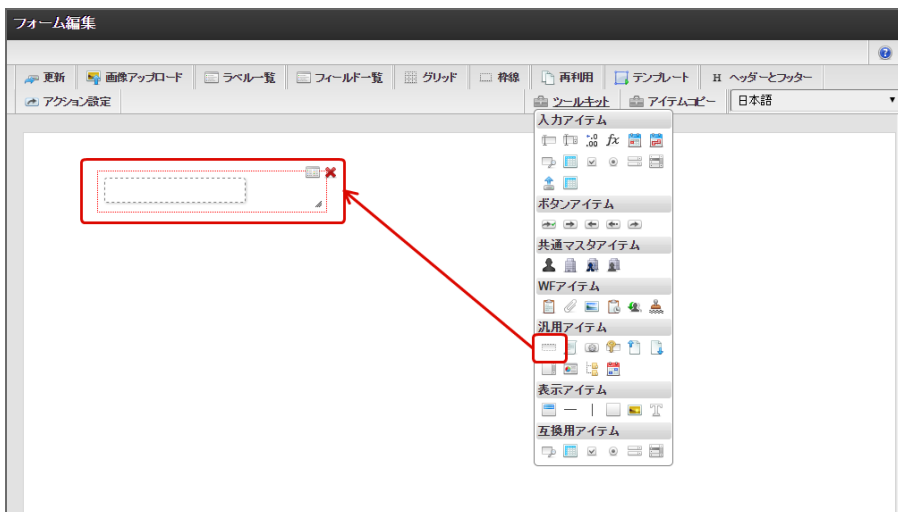 フォーム編集
更新 画像アップロード ラベル一覧 フィールド一覧 グリッド 枠線 再利用 テンプレート H ヘッダーとフッター
アクション設定 ツールキット アイテムコピー 日本語
入力アイテム
fx
ボタンアイテム
共通マスタアイテム
WFアイテム
汎用アイテム
表示アイテム
T
互換用アイテム